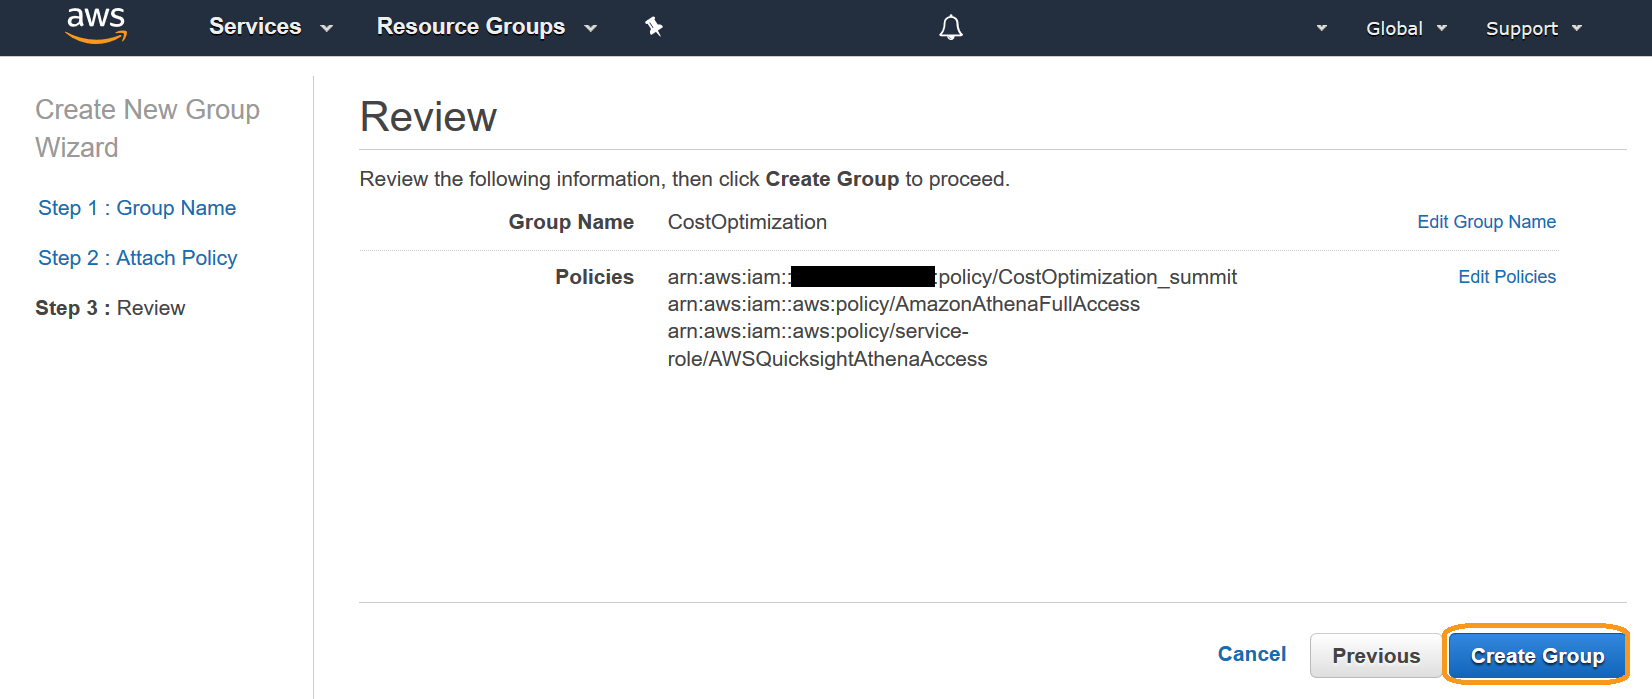 aws Services Resource Groups Global Support
Create New Group
Wizard
Step 1 : Group Name
Step 2 : Attach Policy
Step 3 : Review
Review
Review the following information, then click Create Group to proceed.
Group Name CostOptimization Edit Group Name
Policies arn:aws:iam:: :policy/CostOptimization_summit Edit Policies
arn:aws:iam::aws:policy/AmazonAthenaFullAccess
arn:aws:iam::aws:policy/service-
role/AWSQuicksightAthenaAccess
Cancel Previous Create Group